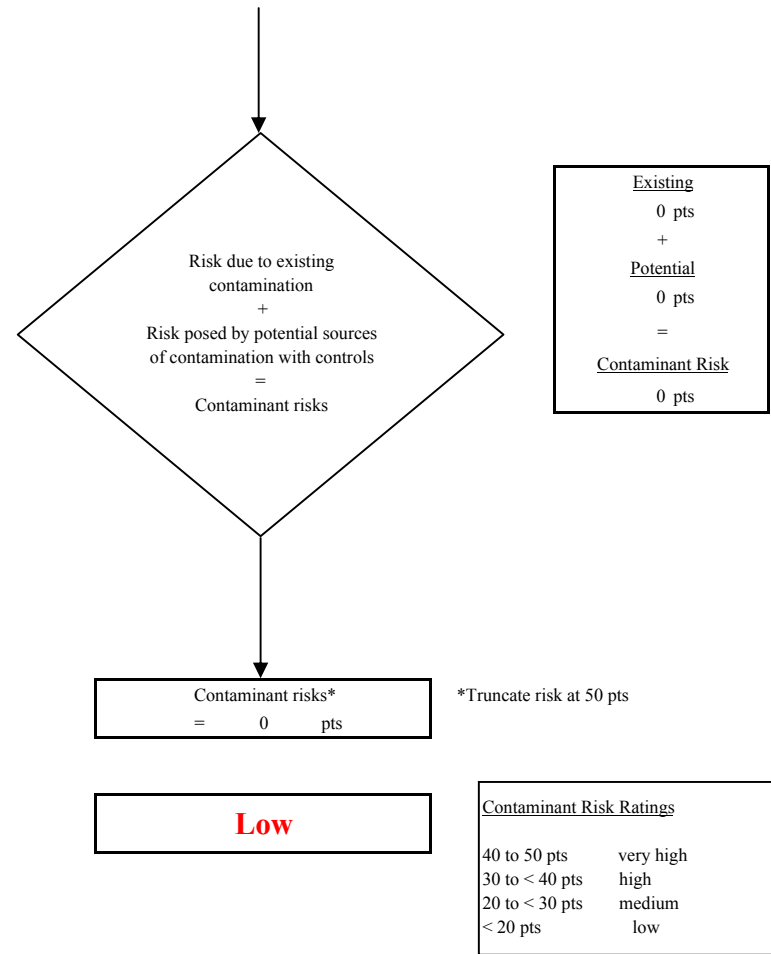 Risk due to existing
contamination
+
Risk posed by potential sources
of contamination with controls
=
Contaminant risks
Existing
0 pts
+
Potential
0 pts
=
Contaminant Risk
0 pts
Contaminant risks*
= 0 pts
*Truncate risk at 50 pts
Low
Contaminant Risk Ratings
40 to 50 pts very high
30 to < 40 pts high
20 to < 30 pts medium
< 20 pts low